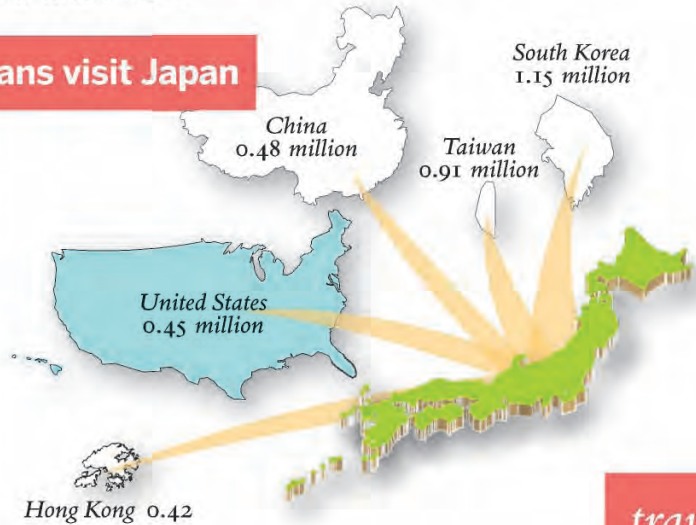 ans visit Japan
South Korea
1.15 million
China
0.48 million
Taiwan
0.91 million
United States
0.45 million
Hong Kong 0.42